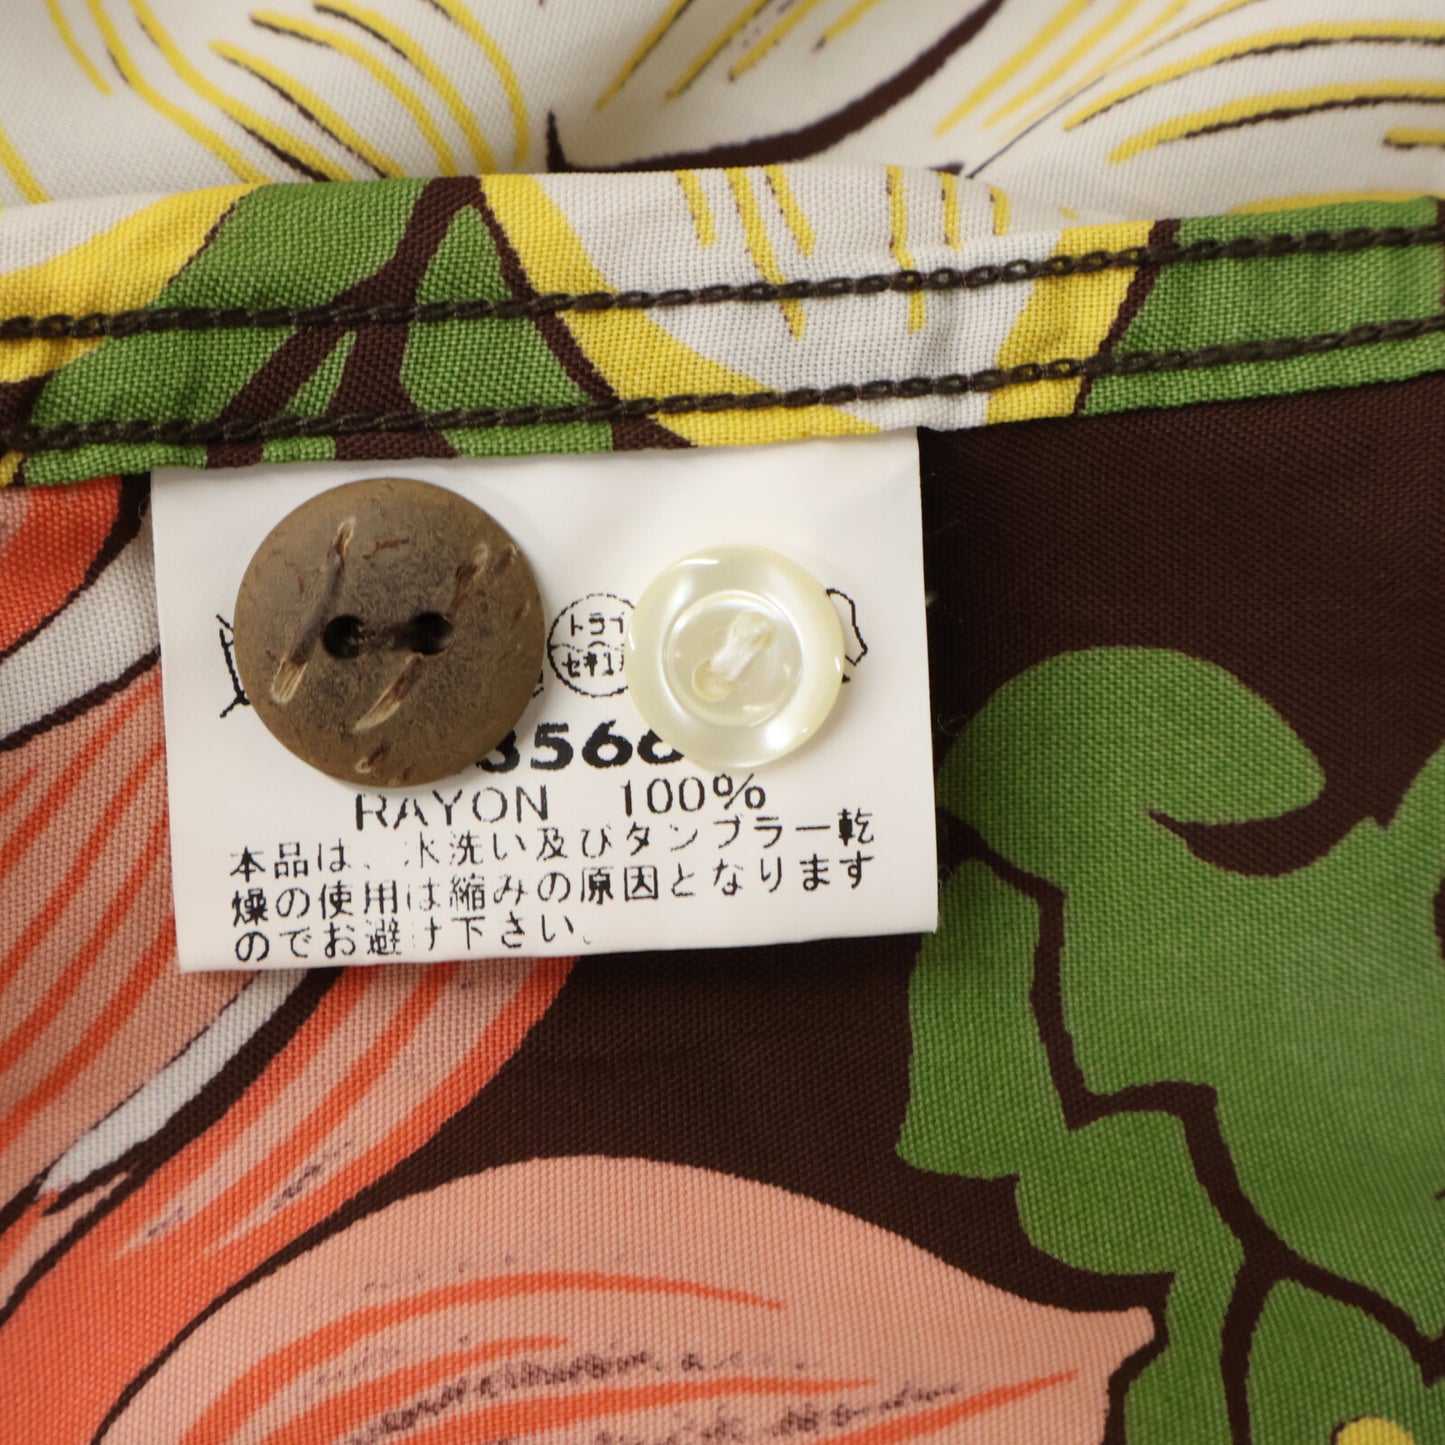 RAYON 100%
本品は、水洗い及びタンブラー乾
燥の使用は縮みの原因となります
のでお避け下さい。